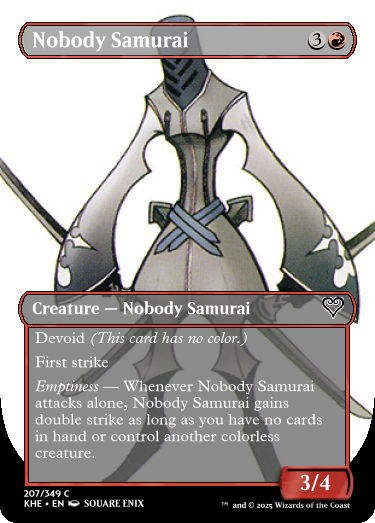 Nobody Samurai 3
Creature — Nobody Samurai
Devoid (This card has no color.)
First strike
Emptiness — Whenever Nobody Samurai
attacks alone, Nobody Samurai gains
double strike as long as you have no cards
in hand or control another colorless
creature.
3/4
207/349 C
KHE • EN SQUARE ENIX ™ and © 2025 Wizards of the Coast